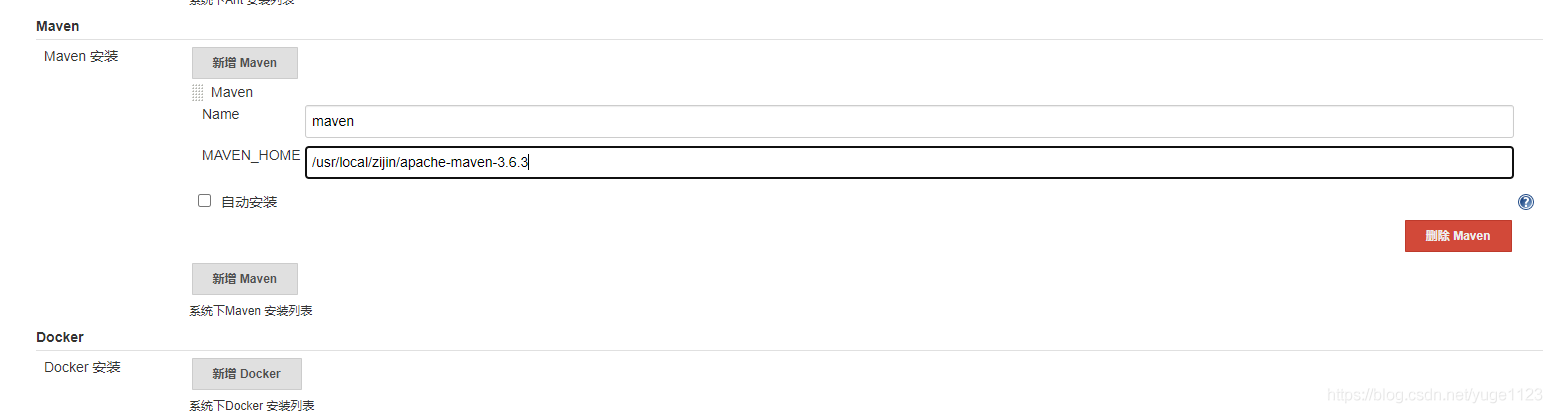 系统下Ant 安装列表
Maven
Maven 安装
新增 Maven
Maven
Name
maven
MAVEN_HOME
/usr/local/zijin/apache-maven-3.6.3
自动安装
?
删除 Maven
新增 Maven
系统下Maven 安装列表
Docker
Docker 安装
新增 Docker
系统下Docker 安装列表
https://blog.csdn.net/yuge1123